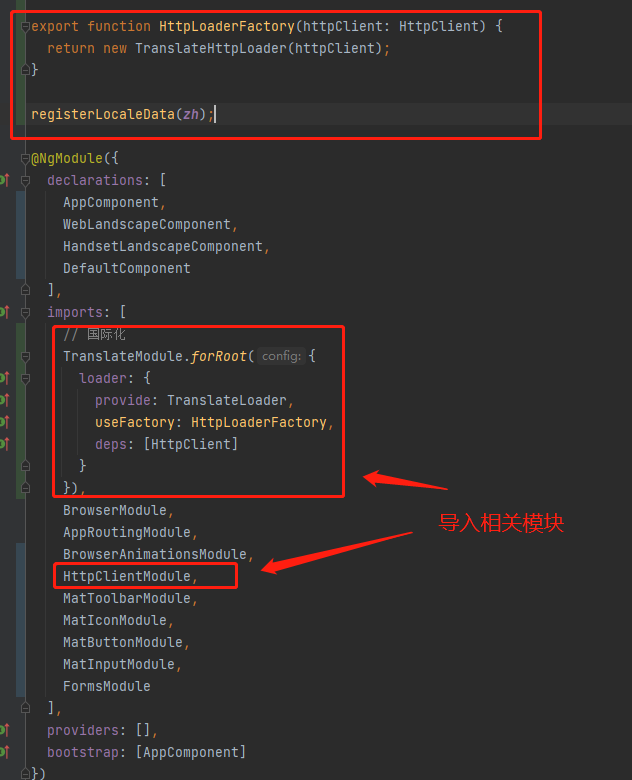 export function HttpLoaderFactory(httpClient: HttpClient) {
  return new TranslateHttpLoader(httpClient);
}
registerLocaleData(zh);
@NgModule({
  declarations: [
    AppComponent,
    WebLandscapeComponent,
    HandsetLandscapeComponent,
    DefaultComponent
  ],
  imports: [
    // 国际化
    TranslateModule.forRoot( config: {
      loader: {
        provide: TranslateLoader,
        useFactory: HttpLoaderFactory,
        deps: [HttpClient]
      }
    }),
    BrowserModule,
    AppRoutingModule,
导入相关模块
    BrowserAnimationsModule,
    HttpClientModule,
    MatToolbarModule,
    MatIconModule,
    MatButtonModule,
    MatInputModule,
    FormsModule
  ],
  providers: [],
  bootstrap: [AppComponent]
})